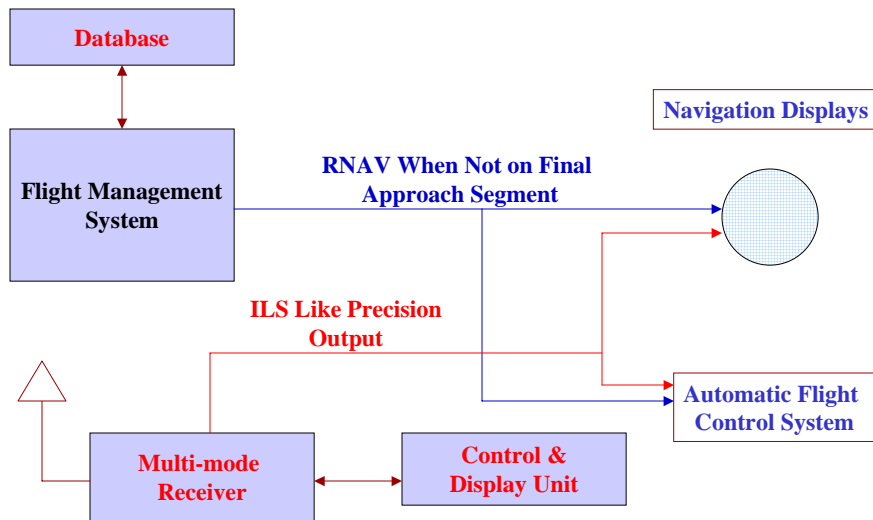 Database
Navigation Displays
Flight Management
System
RNAV When Not on Final
Approach Segment
ILS Like Precision
Output
Automatic Flight
Control System
Multi-mode
Receiver
Control &
Display Unit